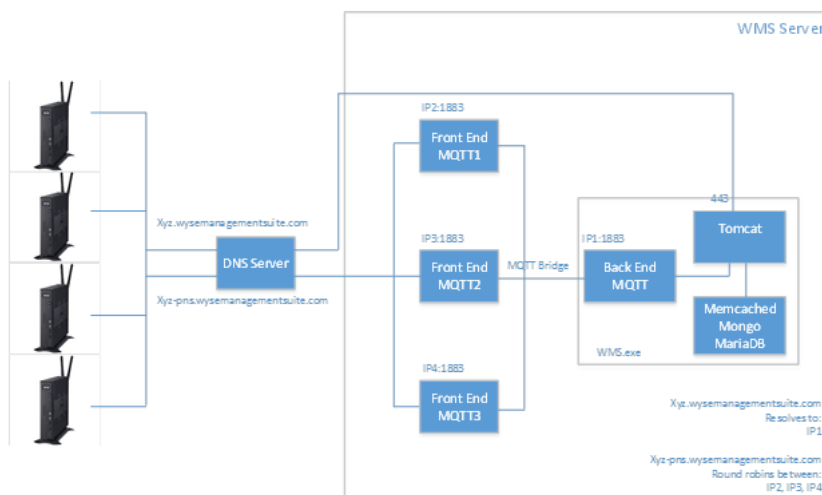 WMS Server
IP2:1883
Front End
MQTT1
Xyz.wysemanagementsuite.com
DNS Server
Xyz-pns.wysemanagementsuite.com
IP3:1883
Front End
MQTT2
MQTT Bridge
IP1:1883
Back End
MQTT
443
Tomcat
Memcached
Mongo
MariaDB
WMS.exe
IP4:1883
Front End
MQTT3
Xyz.wysemanagementsuite.com
Resolves to:
IP1
Xyz-pns.wysemanagementsuite.com
Round robins between:
IP2, IP3, IP4